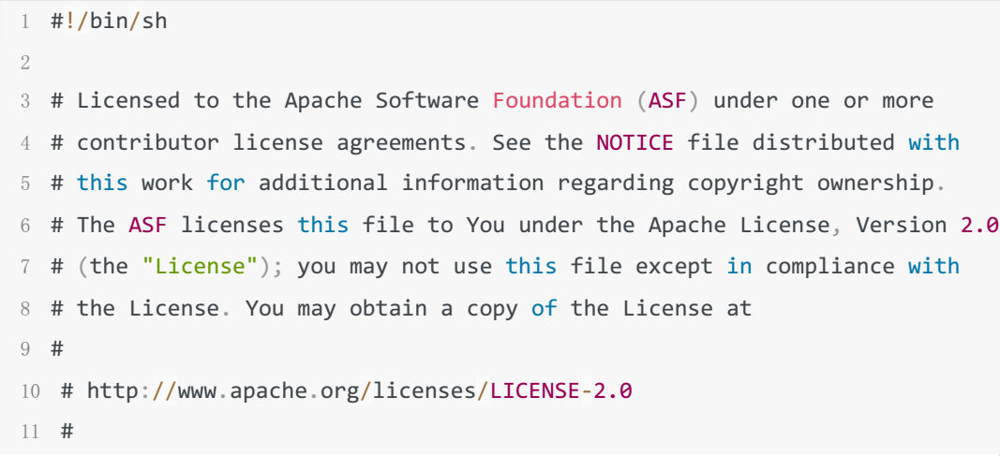 1 #!/bin/sh
2
3 # Licensed to the Apache Software Foundation (ASF) under one or more
4 # contributor license agreements. See the NOTICE file distributed with
5 # this work for additional information regarding copyright ownership.
6 # The ASF licenses this file to You under the Apache License, Version 2.0
7 # (the "License"); you may not use this file except in compliance with
8 # the License. You may obtain a copy of the License at
9 #
10 # http://www.apache.org/licenses/LICENSE-2.0
11 #